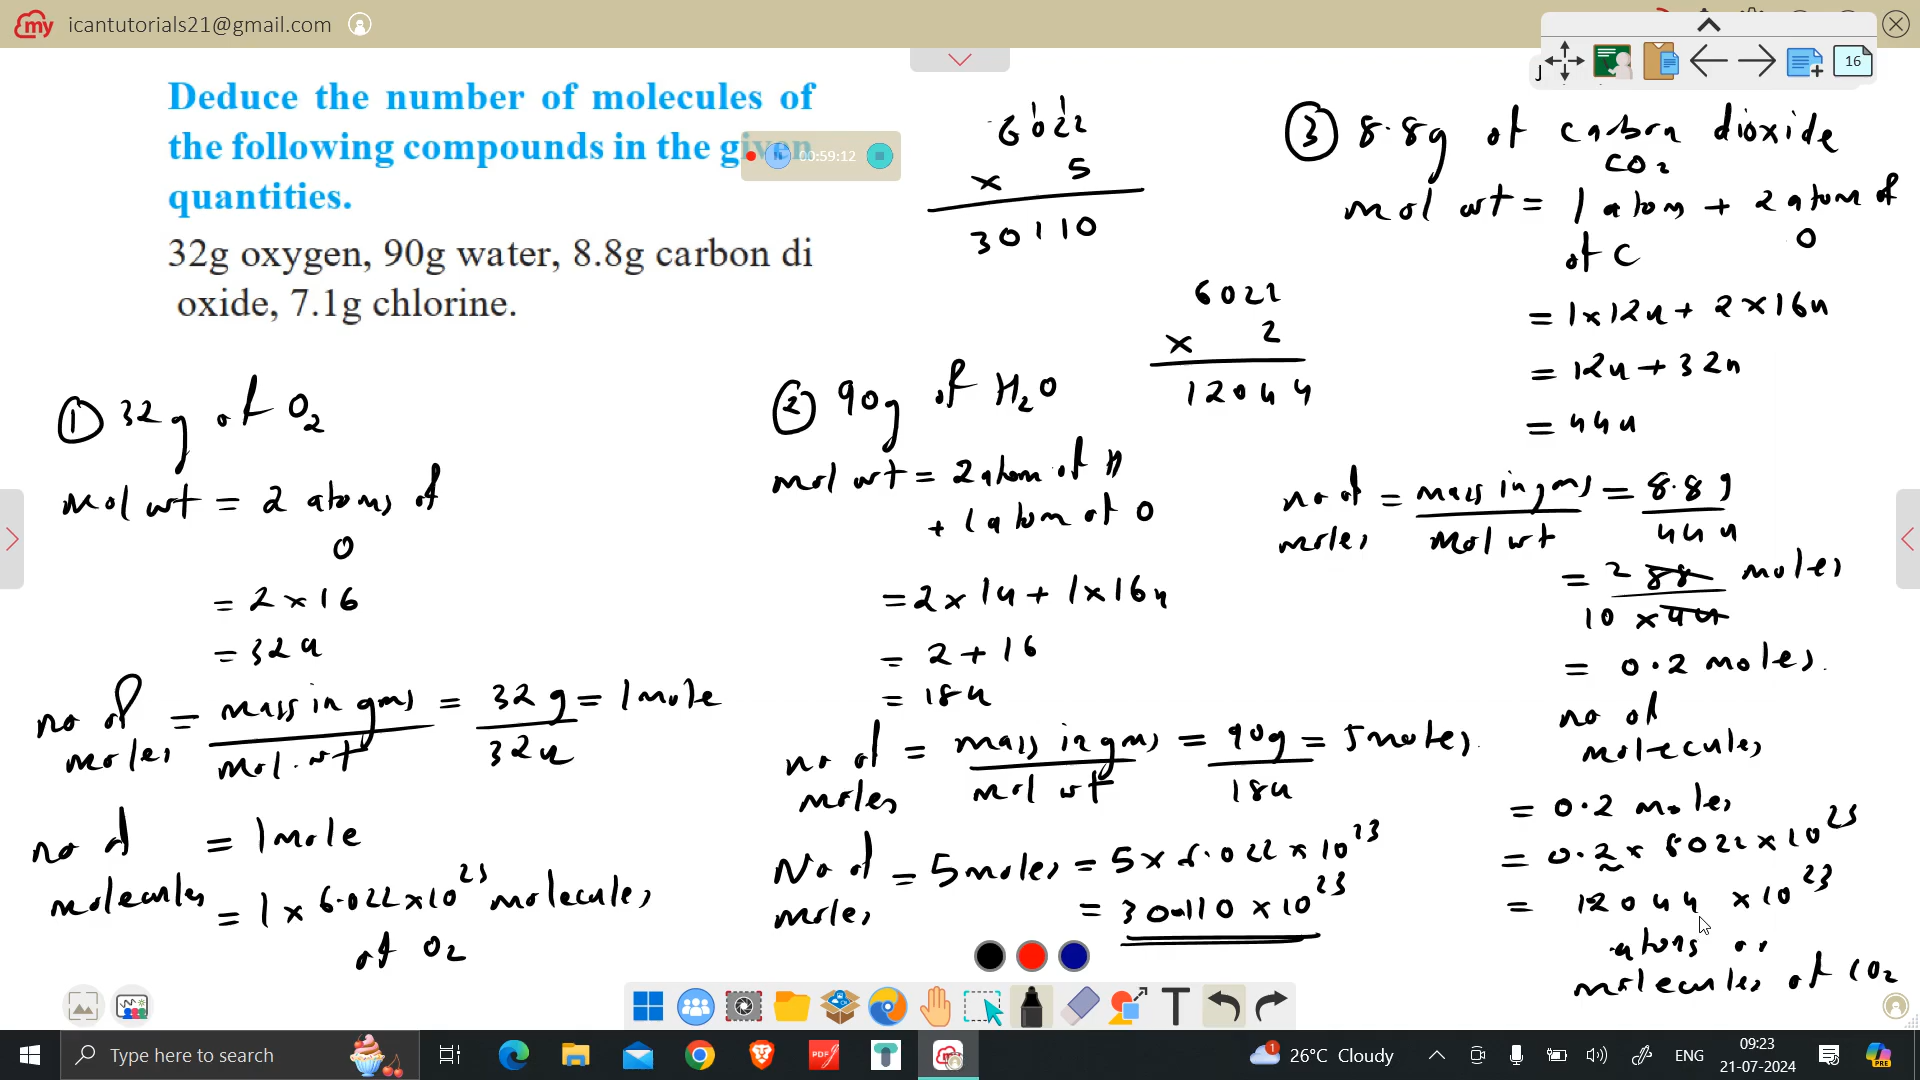 icantutorials21@gmail.com
Deduce the number of molecules of
the following compounds in the given
quantities.
00:59:12
32g oxygen, 90g water, 8.8g carbon di
oxide, 7.1g chlorine.
16
6022
× 5
30110
6022
× 2
12044
① 32g of O2
mol wt = 2 atoms of
O
= 2 × 16
= 32u
no of moles = mass in gms / mol. wt = 32g / 32u = 1 mole
no of molecules = 1 mole
= 1 × 6.022 × 10^23 molecules
of O2
② 90g of H2O
mol wt = 2 atom of H
+ 1 atom of O
= 2 × 1u + 1 × 16u
= 2 + 16
= 18u
no of moles = mass in gms / mol wt = 90g / 18u = 5 moles.
No of moles = 5 moles = 5 × 6.022 × 10^23
= 30.110 × 10^23
③ 8.8g of carbon dioxide
CO2
mol wt = 1 atom of C + 2 atom of O
= 1 × 12u + 2 × 16u
= 12u + 32u
= 44u
no of moles = mass in gms / mol wt = 8.8g / 44u
= 2 88 / 10 × 44 moles
= 0.2 moles.
no of
molecules
= 0.2 moles
= 0.2 × 6022 × 10^23
= 12044 × 10^23
atoms or
molecules of CO2
Type here to search
26°C Cloudy
ENG
09:23
21-07-2024